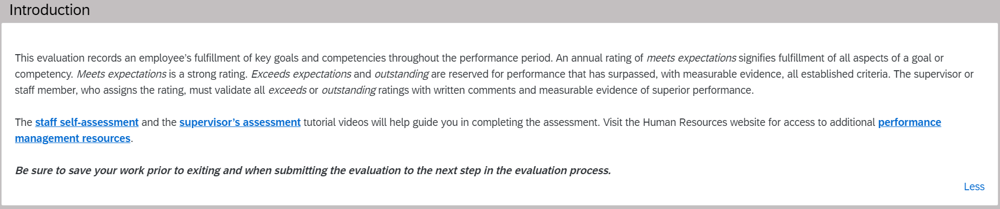 Introduction
This evaluation records an employee’s fulfillment of key goals and competencies throughout the performance period. An annual rating of meets expectations signifies fulfillment of all aspects of a goal or
competency. Meets expectations is a strong rating. Exceeds expectations and outstanding are reserved for performance that has surpassed, with measurable evidence, all established criteria. The supervisor or
staff member, who assigns the rating, must validate all exceeds or outstanding ratings with written comments and measurable evidence of superior performance.
The staff self-assessment and the supervisor’s assessment tutorial videos will help guide you in completing the assessment. Visit the Human Resources website for access to additional performance
management resources.
Be sure to save your work prior to exiting and when submitting the evaluation to the next step in the evaluation process.
Less